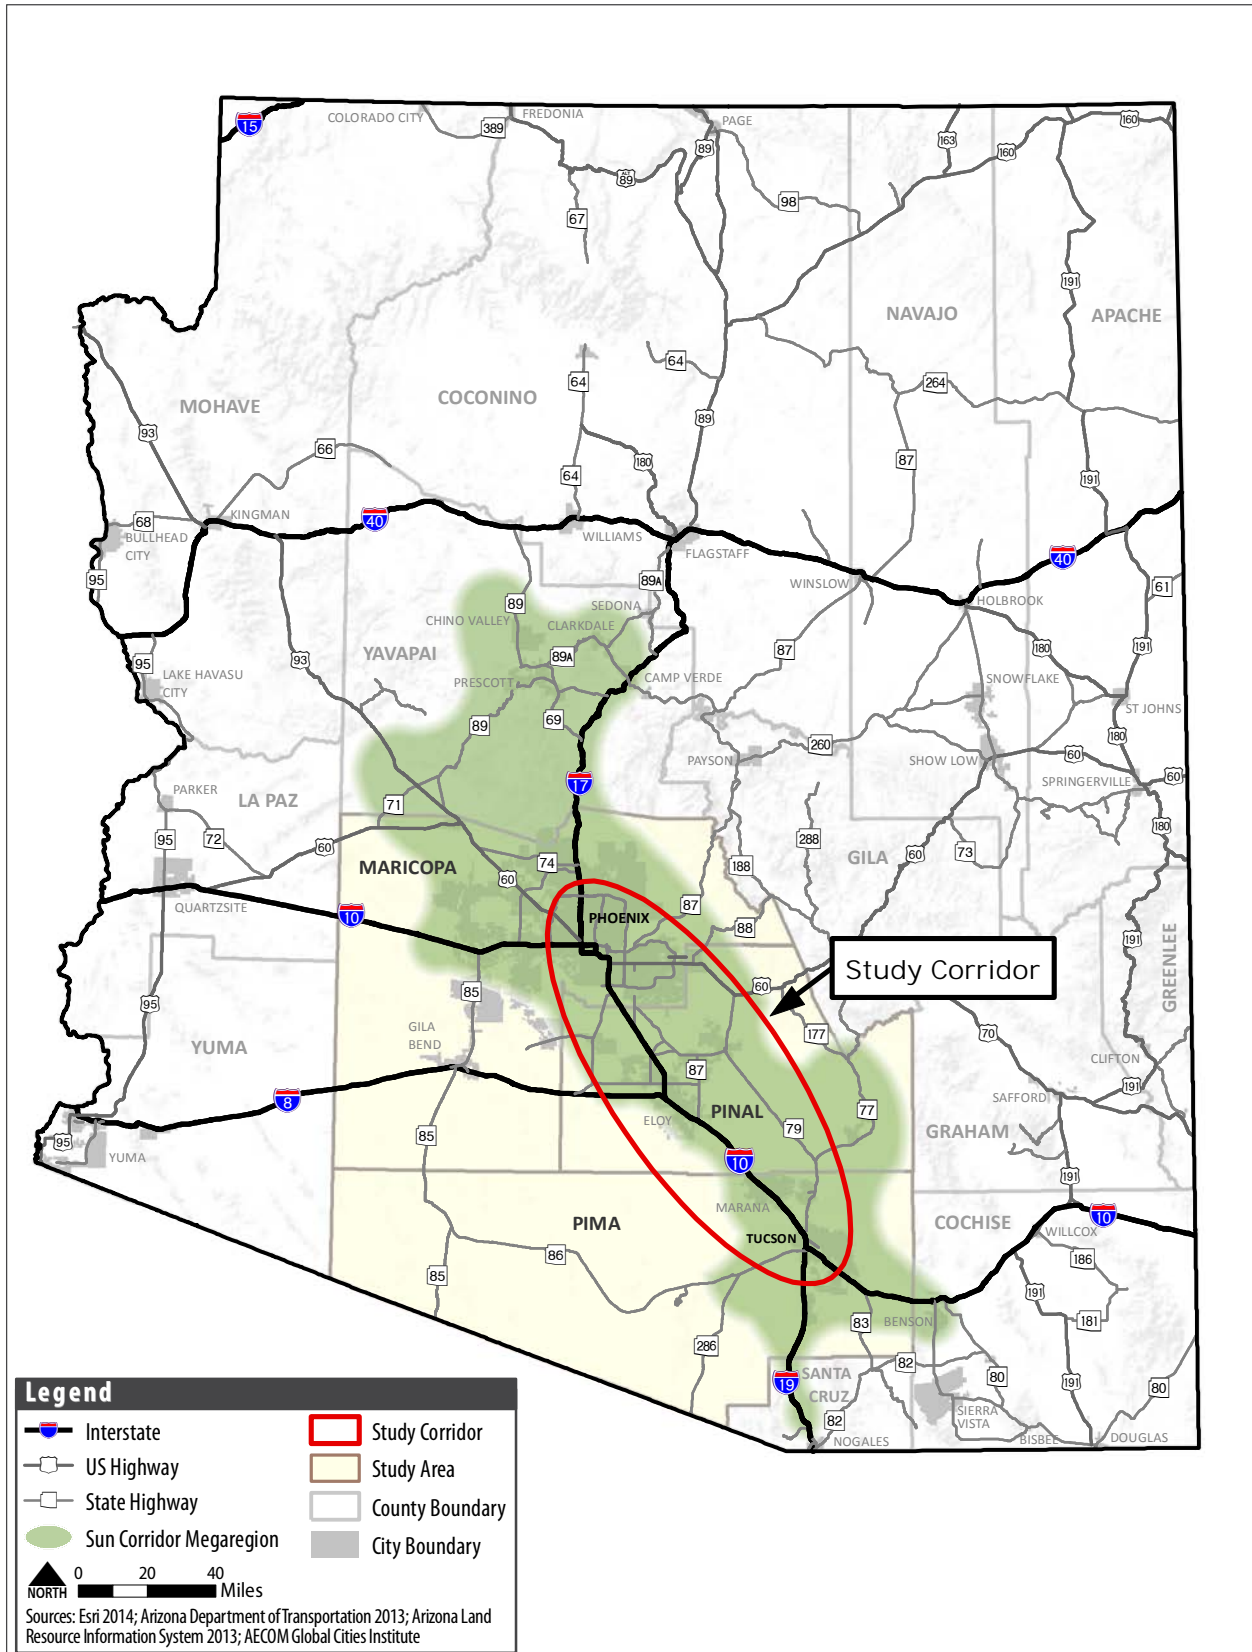 15
COLORADO CITY
389
FREDONIA
PAGE
89
ALT
89
163
160
160
67
98
191
NAVAJO
APACHE
64
64
264
MOHAVE
COCONINO
93
89
66
180
64
87
191
KINGMAN
40
68
BULLHEAD
CITY
WILLIAMS
FLAGSTAFF
40
95
89A
WINSLOW
61
89
SEDONA
HOLBROOK
CHINO VALLEY
CLARKDALE
YAVAPAI
93
89A
87
180
191
95
LAKE HAVASU
CITY
PRESCOTT
CAMP VERDE
SNOWFLAKE
ST JOHNS
89
69
260
180
PAYSON
SHOW LOW
60
SPRINGERVILLE
60
17
PARKER
LA PAZ
71
180
95
72
60
288
GILA
60
73
MARICOPA
74
188
60
QUARTZSITE
10
PHOENIX
87
88
191
GREENLEE
Study Corridor
95
85
60
GILA
BEND
177
70
YUMA
CLIFTON
8
87
191
SAFFORD
ELOY
PINAL
77
95
85
79
GRAHAM
YUMA
10
191
MARANA
PIMA
COCHISE
10
TUCSON
WILLCOX
86
186
85
191
83
BENSON
181
286
82
SANTA
CRUZ
80
19
191
80
82
SIERRA
VISTA
NOGALES
BISBEE
DOUGLAS
Legend
Interstate
US Highway
State Highway
Sun Corridor Megaregion
Study Corridor
Study Area
County Boundary
City Boundary
NORTH
0 20 40
Miles
Sources: Esri 2014; Arizona Department of Transportation 2013; Arizona Land
Resource Information System 2013; AECOM Global Cities Institute